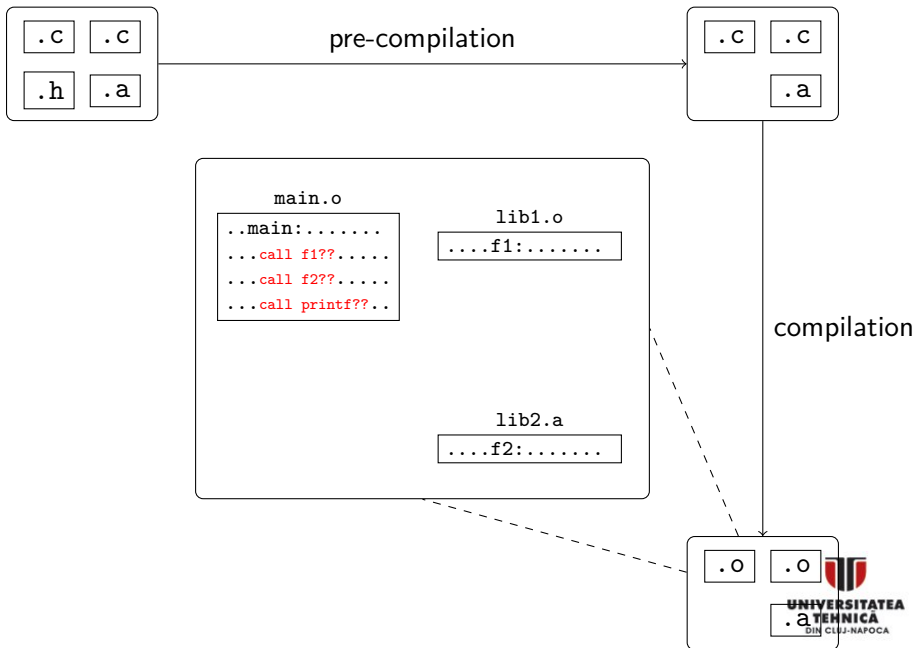 .c .c
.h .a
pre-compilation
.c .c
.a
main.o
..main:.......
...call f1??.....
...call f2??.....
...call printf??..
lib1.o
....f1:.......
lib2.a
....f2:.......
compilation
.o .o
.a
UNIVERSITATEA
TEHNICĂ
DIN CLUJ-NAPOCA